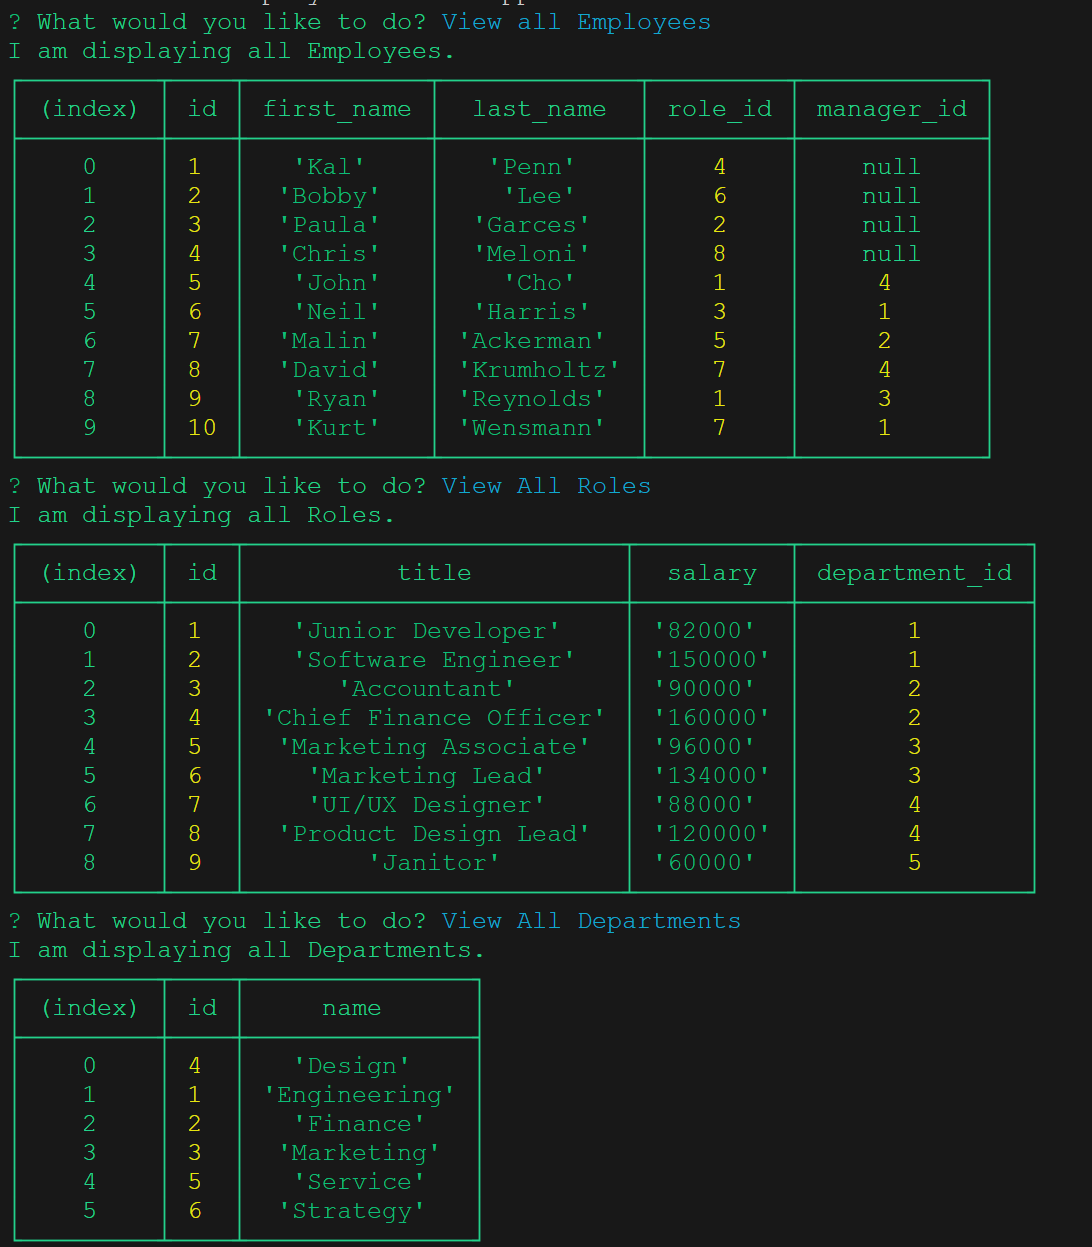 ? What would you like to do? View all Employees
I am displaying all Employees.
(index) id first_name last_name role_id manager_id
0 1 'Kal' 'Penn' 4 null
1 2 'Bobby' 'Lee' 6 null
2 3 'Paula' 'Garces' 2 null
3 4 'Chris' 'Meloni' 8 null
4 5 'John' 'Cho' 1 4
5 6 'Neil' 'Harris' 3 1
6 7 'Malin' 'Ackerman' 5 2
7 8 'David' 'Krumholtz' 7 4
8 9 'Ryan' 'Reynolds' 1 3
9 10 'Kurt' 'Wensmann' 7 1
? What would you like to do? View All Roles
I am displaying all Roles.
(index) id title salary department_id
0 1 'Junior Developer' '82000' 1
1 2 'Software Engineer' '150000' 1
2 3 'Accountant' '90000' 2
3 4 'Chief Finance Officer' '160000' 2
4 5 'Marketing Associate' '96000' 3
5 6 'Marketing Lead' '134000' 3
6 7 'UI/UX Designer' '88000' 4
7 8 'Product Design Lead' '120000' 4
8 9 'Janitor' '60000' 5
? What would you like to do? View All Departments
I am displaying all Departments.
(index) id name
0 4 'Design'
1 1 'Engineering'
2 2 'Finance'
3 3 'Marketing'
4 5 'Service'
5 6 'Strategy'